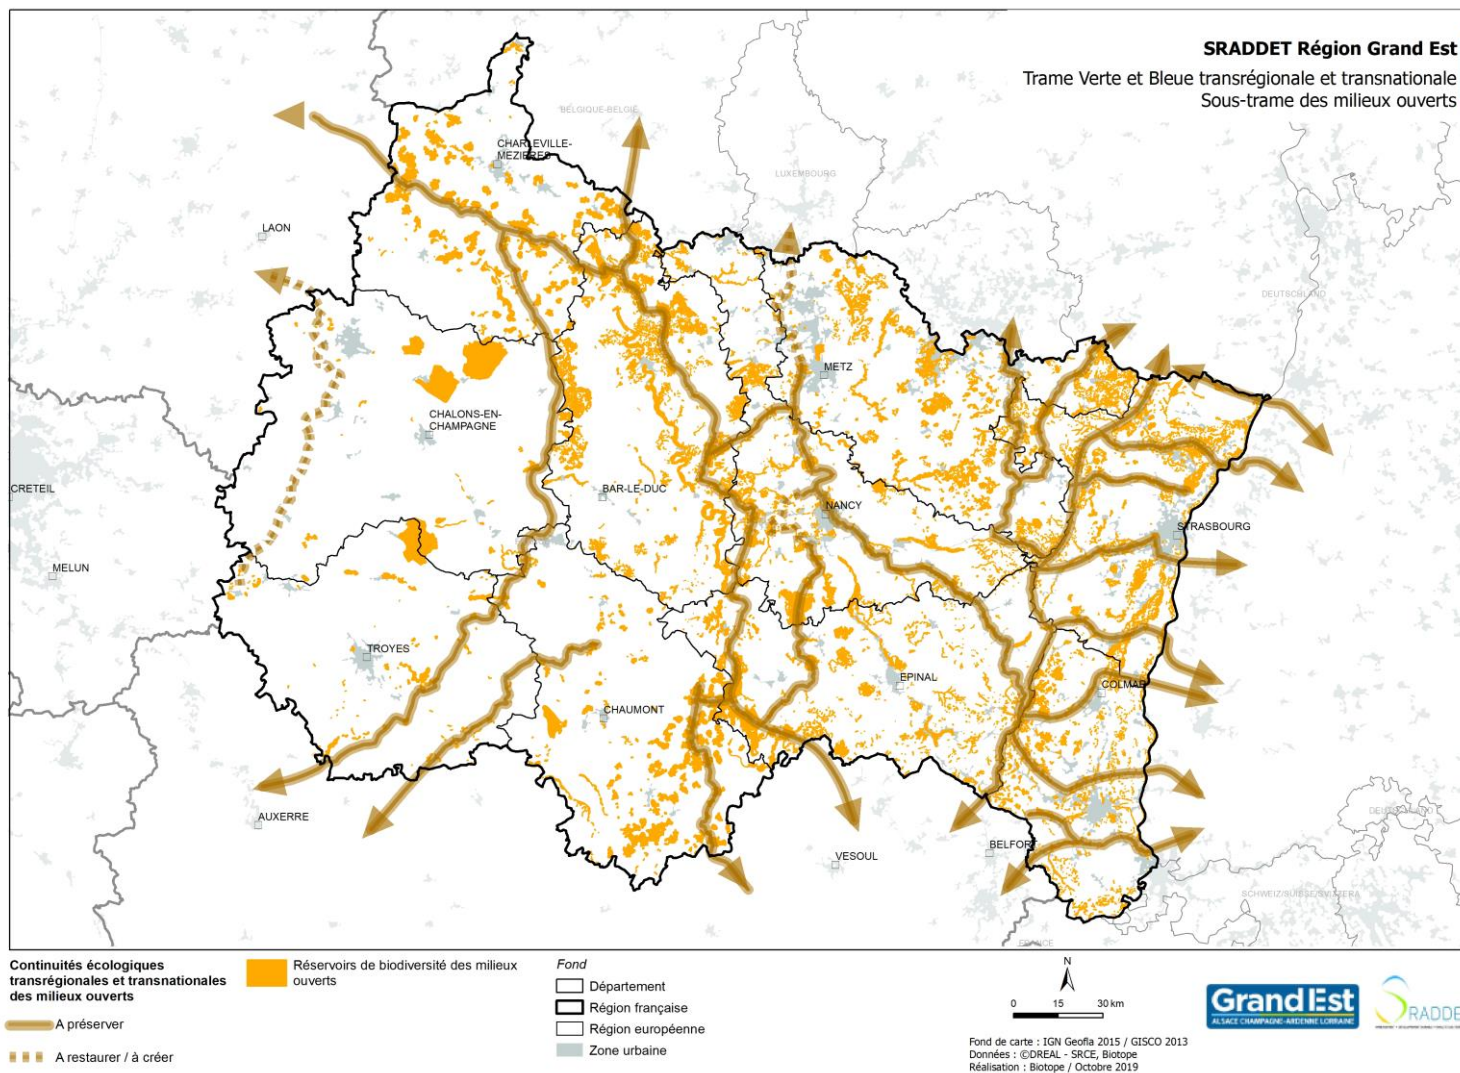 SRADDET Région Grand Est
Trame Verte et Bleue transrégionale et transnationale
Sous-trame des milieux ouverts
BELGIQUE-BELGIË
CHARLEVILLE-
MEZIERES
LUXEMBOURG
LAON
DEUTSCHLAND
METZ
CHALONS-EN-
CHAMPAGNE
CRETEIL
BAR-LE-DUC
NANCY
STRASBOURG
MELUN
TROYES
EPINAL
COLMAR
CHAUMONT
AUXERRE
DEUTSCHLAND
BELFORT
VESOUL
SCHWEIZ/SUISSE/SVIZZERA
FRANCE
Continuités écologiques
transrégionales et transnationales
des milieux ouverts
A préserver
A restaurer / à créer
Réservoirs de biodiversité des milieux
ouverts
Fond
Département
Région française
Région européenne
Zone urbaine
N
0 15 30 km
Fond de carte : IGN Geofla 2015 / GISCO 2013
Données : ©DREAL - SRCE, Biotope
Réalisation : Biotope / Octobre 2019
Grand Est
ALSACE CHAMPAGNE-ARDENNE LORRAINE
SRADDE